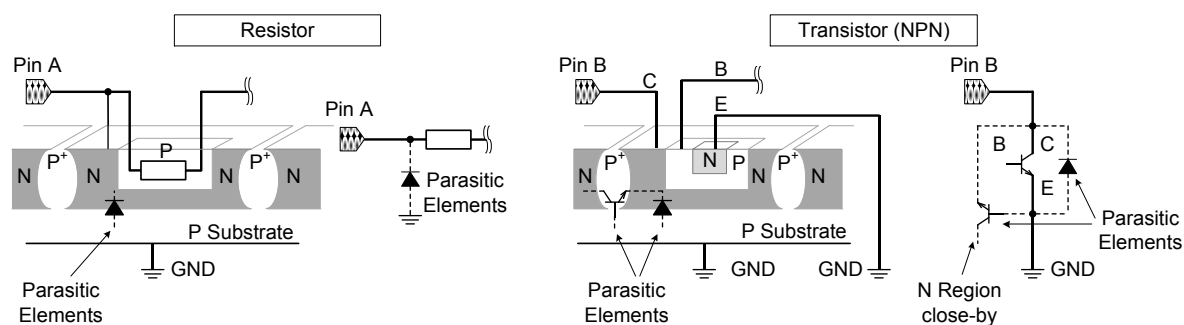 Resistor
Pin A
P
P+
P+
N
N
N
N
P Substrate
GND
Parasitic
Elements
Pin A
Parasitic
Elements
Transistor (NPN)
Pin B
C
B
E
P+
P+
N
N
N
P
N
N
P Substrate
GND
GND
Parasitic
Elements
Pin B
B
C
E
Parasitic
Elements
GND
N Region
close-by